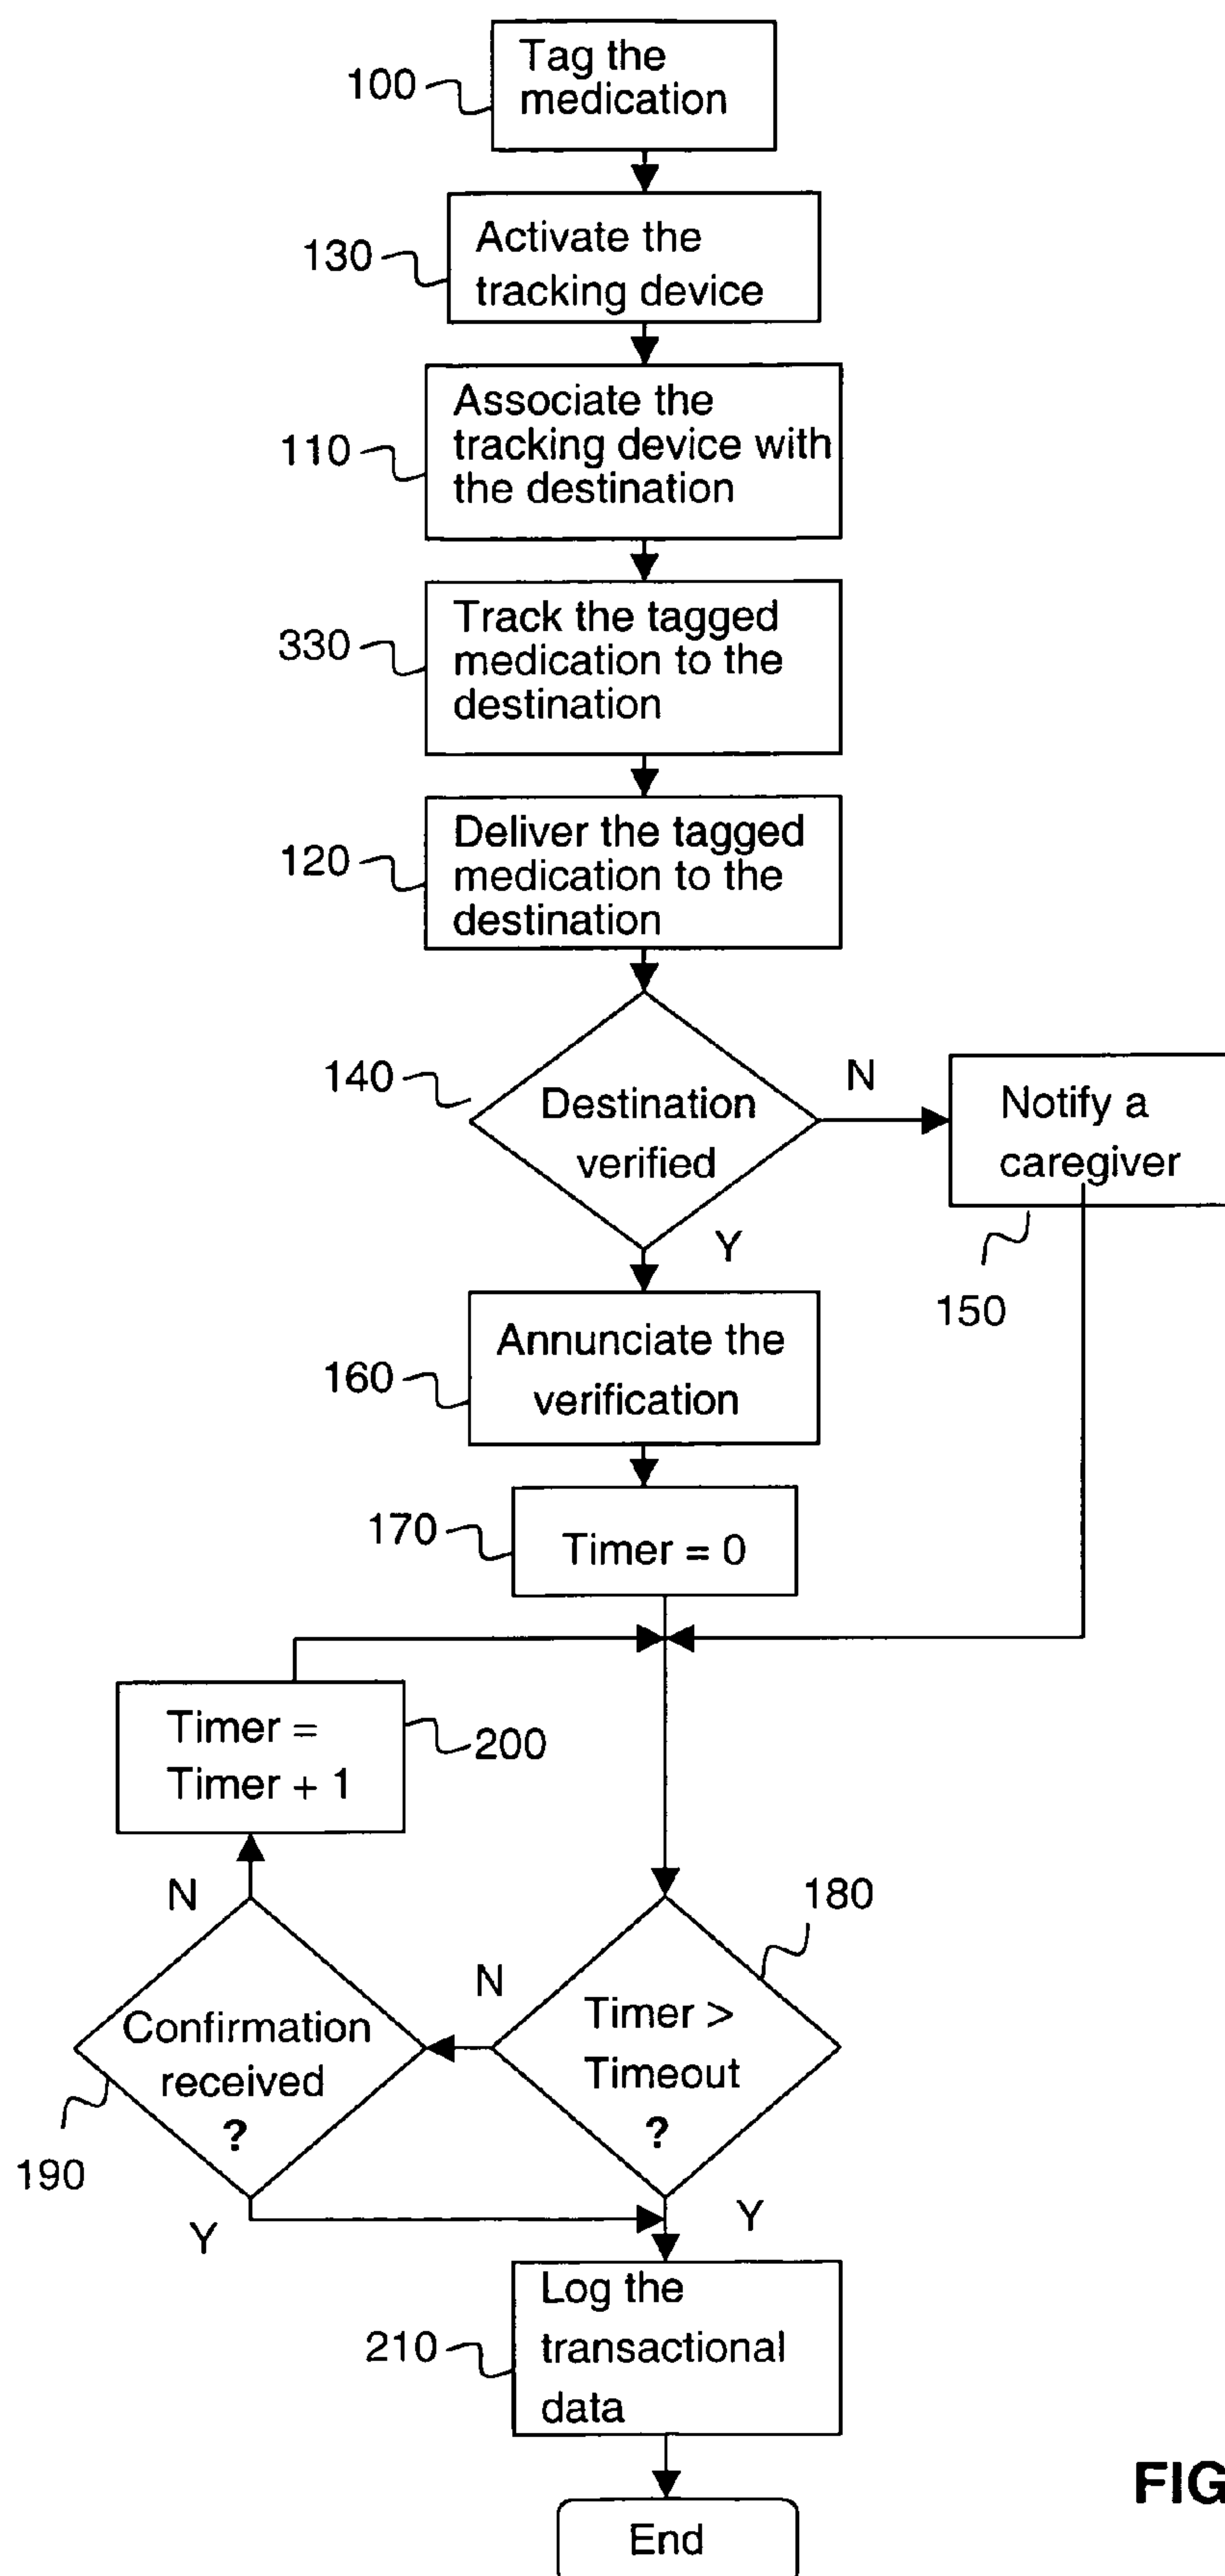 Tag the
medication
100
Activate the
tracking device
130
Associate the
tracking device with
the destination
110
Track the tagged
medication to the
destination
330
Deliver the tagged
medication to the
destination
120
140
Destination
verified
N
Notify a
caregiver
150
Y
Annunciate the
verification
160
170
Timer = 0
Timer =
Timer + 1
200
N
180
N
Timer >
Timeout
?
Confirmation
received
?
190
Y
Y
Log the
transactional
data
210
FIG
End